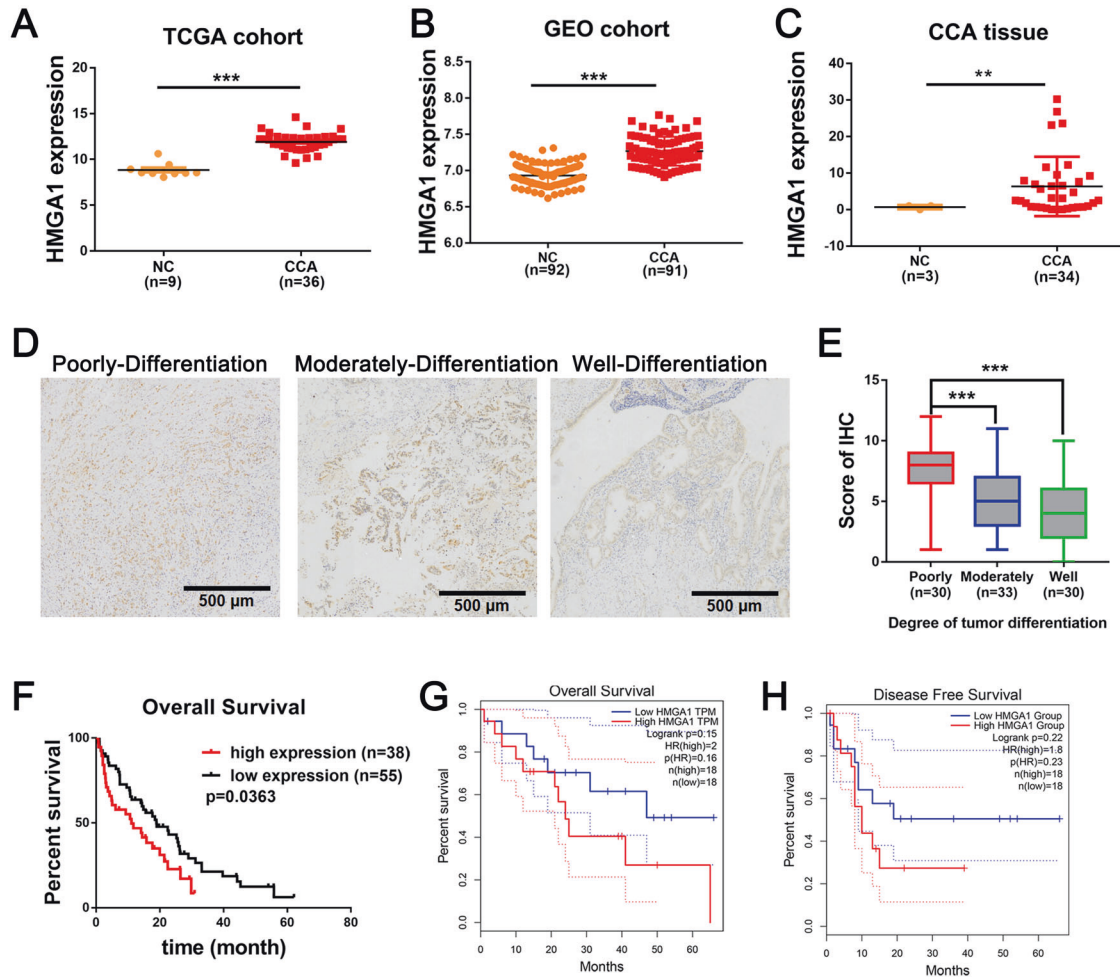 A
TCGA cohort
HMGA1 expression
20
15
10
5
0
***
NC
(n=9)
CCA
(n=36)
B
GEO cohort
HMGA1 expression
8.5
8.0
7.5
7.0
6.5
6.0
***
NC
(n=92)
CCA
(n=91)
C
CCA tissue
HMGA1 expression
40
30
20
10
0
-10
**
NC
(n=3)
CCA
(n=34)
D
Poorly-Differentiation
Moderately-Differentiation
Well-Differentiation
500 µm
500 µm
500 µm
E
Score of IHC
15
10
5
0
***
***
Poorly
(n=30)
Moderately
(n=33)
Well
(n=30)
Degree of tumor differentiation
F
Overall Survival
Percent survival
100
50
0
high expression (n=38)
low expression (n=55)
p=0.0363
0 20 40 60 80
time (month)
G
Overall Survival
Percent survival
1.0
0.8
0.6
0.4
0.2
0.0
Low HMGA1 TPM
High HMGA1 TPM
Logrank p=0.15
HR(high)=2
p(HR)=0.16
n(high)=18
n(low)=18
0 10 20 30 40 50 60
Months
H
Disease Free Survival
Percent survival
1.0
0.8
0.6
0.4
0.2
0.0
Low HMGA1 Group
High HMGA1 Group
Logrank p=0.22
HR(high)=1.8
p(HR)=0.23
n(high)=18
n(low)=18
0 10 20 30 40 50 60
Months